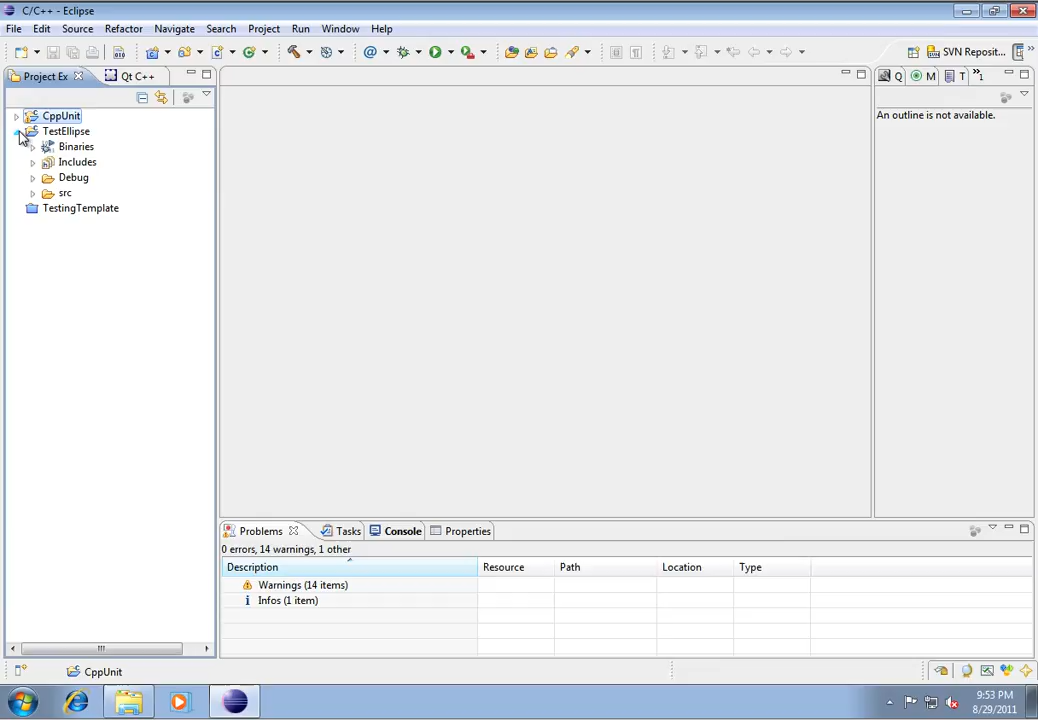 C/C++ - Eclipse
File Edit Source Refactor Navigate Search Project Run Window Help
SVN Reposit...
Project Ex Qt C++
Q M T »1
CppUnit
TestEllipse
Binaries
Includes
Debug
src
TestingTemplate
An outline is not available.
Problems Tasks Console Properties
0 errors, 14 warnings, 1 other
Description Resource Path Location Type
Warnings (14 items)
Infos (1 item)
CppUnit
9:53 PM
8/29/2011